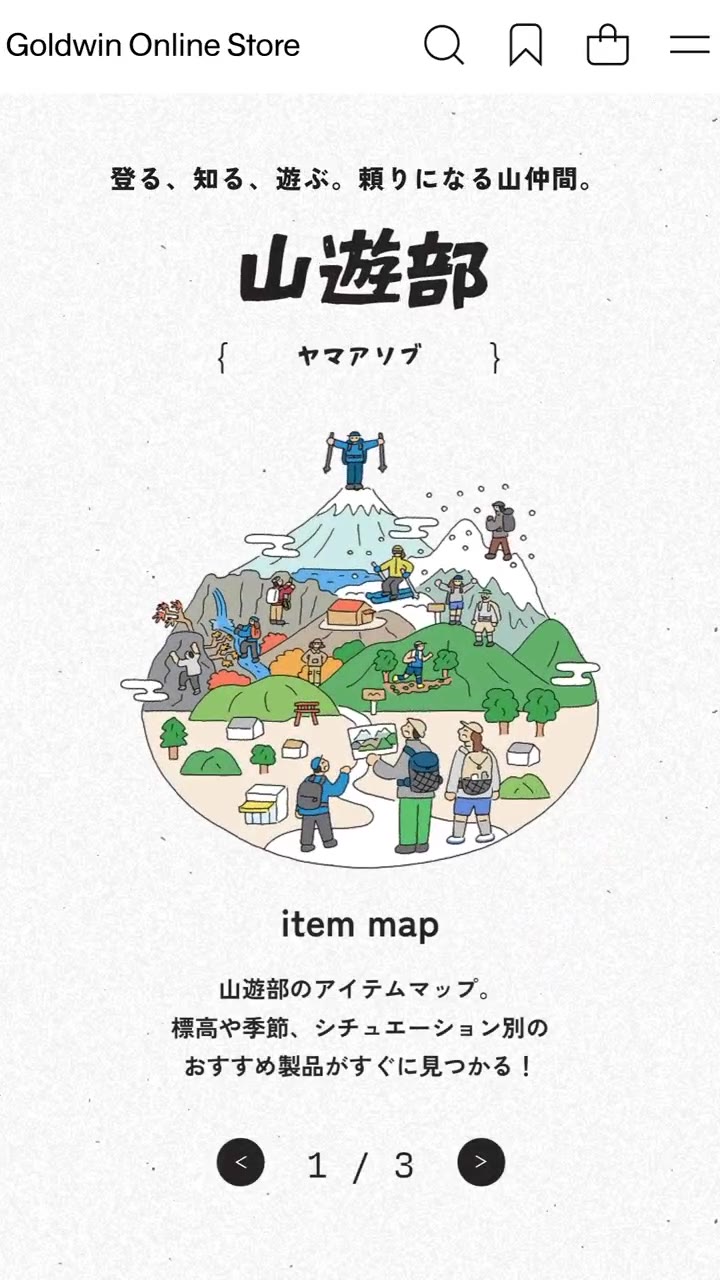 Goldwin Online Store
登る、知る、遊ぶ。頼りになる山仲間。
山遊部
{ ヤマアソブ }
item map
山遊部のアイテムマップ。
標高や季節、シチュエーション別の
おすすめ製品がすぐに見つかる！
< 1 / 3 >